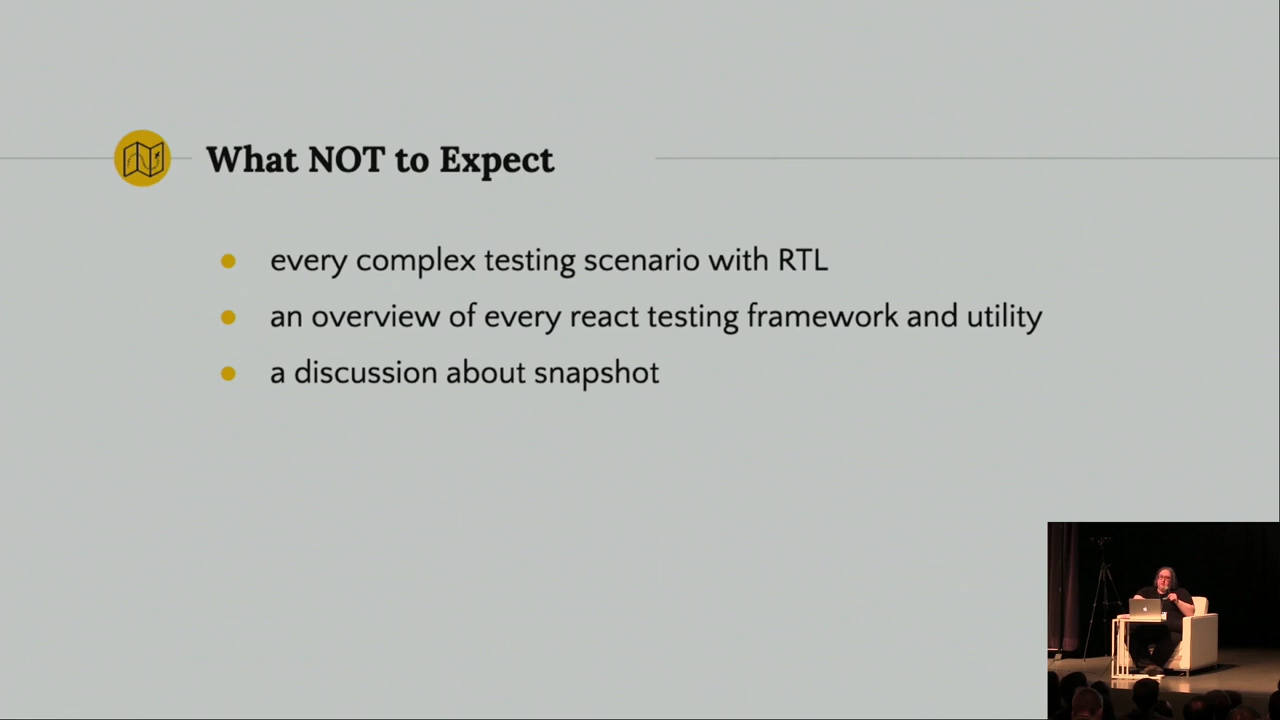 What NOT to Expect
every complex testing scenario with RTL
an overview of every react testing framework and utility
a discussion about snapshot